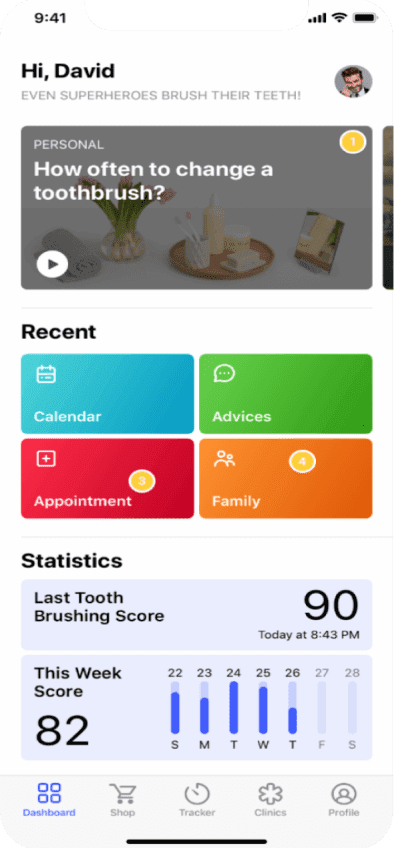 9:41
Hi, David
EVEN SUPERHEROES BRUSH THEIR TEETH!
PERSONAL
1
How often to change a
toothbrush?
Recent
Calendar
Advices
3
Appointment
4
Family
Statistics
Last Tooth
Brushing Score
90
Today at 8:43 PM
This Week
Score
82
22 23 24 25 26 27 28
S M T W T F S
Dashboard Shop Tracker Clinics Profile